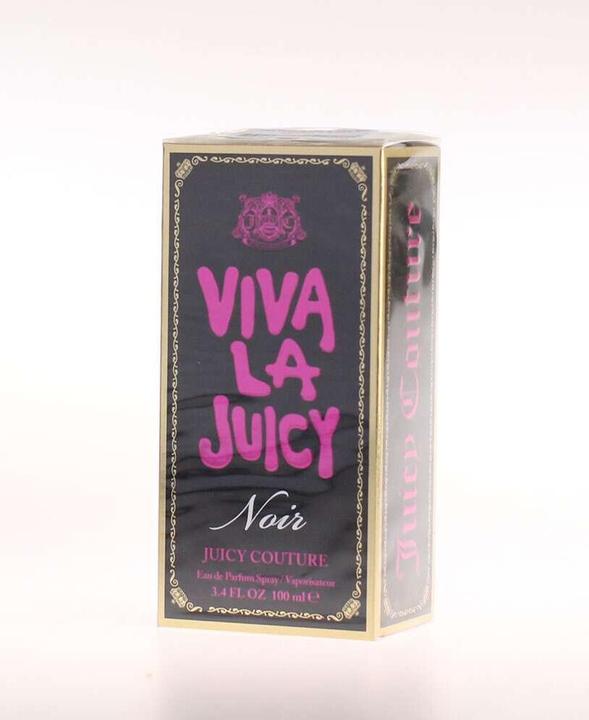 VIVA
LA
JUICY
Noir
JUICY COUTURE
Eau de Parfum Spray / Vaporisateur
3.4 FL OZ 100 ml ℮
Juicy Couture